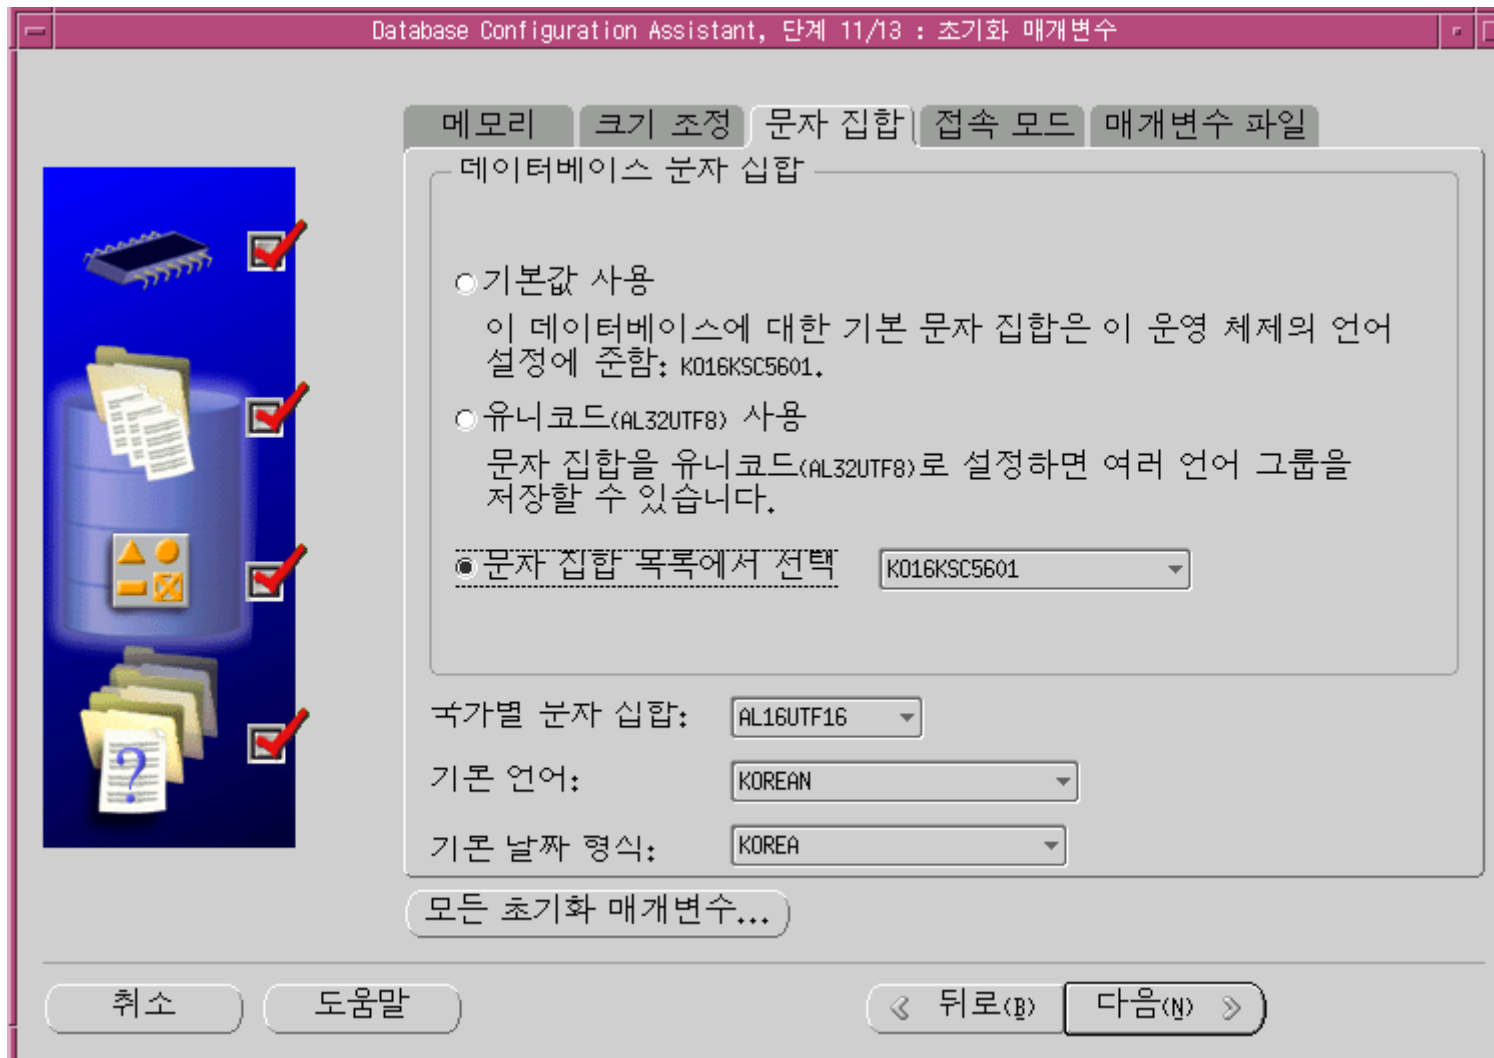 Database Configuration Assistant, 단계 11/13 : 초기화 매개변수
메모리 크기 조정 문자 집합 접속 모드 매개변수 파일
데이터베이스 문자 집합
기본값 사용
이 데이터베이스에 대한 기본 문자 집합은 이 운영 체제의 언어
설정에 준함: KO16KSC5601.
유니코드(AL32UTF8) 사용
문자 집합을 유니코드(AL32UTF8)로 설정하면 여러 언어 그룹을
저장할 수 있습니다.
문자 집합 목록에서 선택 KO16KSC5601
국가별 문자 집합: AL16UTF16
기본 언어: KOREAN
기본 날짜 형식: KOREA
모든 초기화 매개변수...
취소 도움말 뒤로(B) 다음(N)